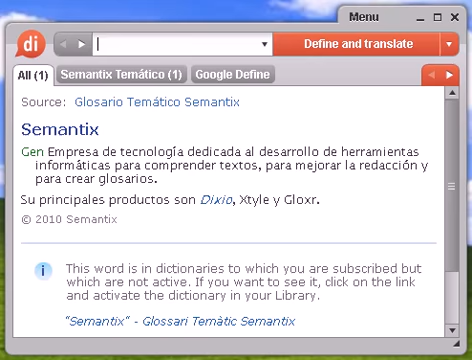 Menu
di
Define and translate
All (1)
Semantix Temático (1)
Google Define
Source: Glosario Temático Semantix
Semantix
Gen Empresa de tecnología dedicada al desarrollo de herramientas
informáticas para comprender textos, para mejorar la redacción y
para crear glosarios.
Su principales productos son Dixio, Xtyle y Gloxr.
© 2010 Semantix
i
This word is in dictionaries to which you are subscribed but
which are not active. If you want to see it, click on the link
and activate the dictionary in your Library.
"Semantix" - Glossari Temàtic Semantix